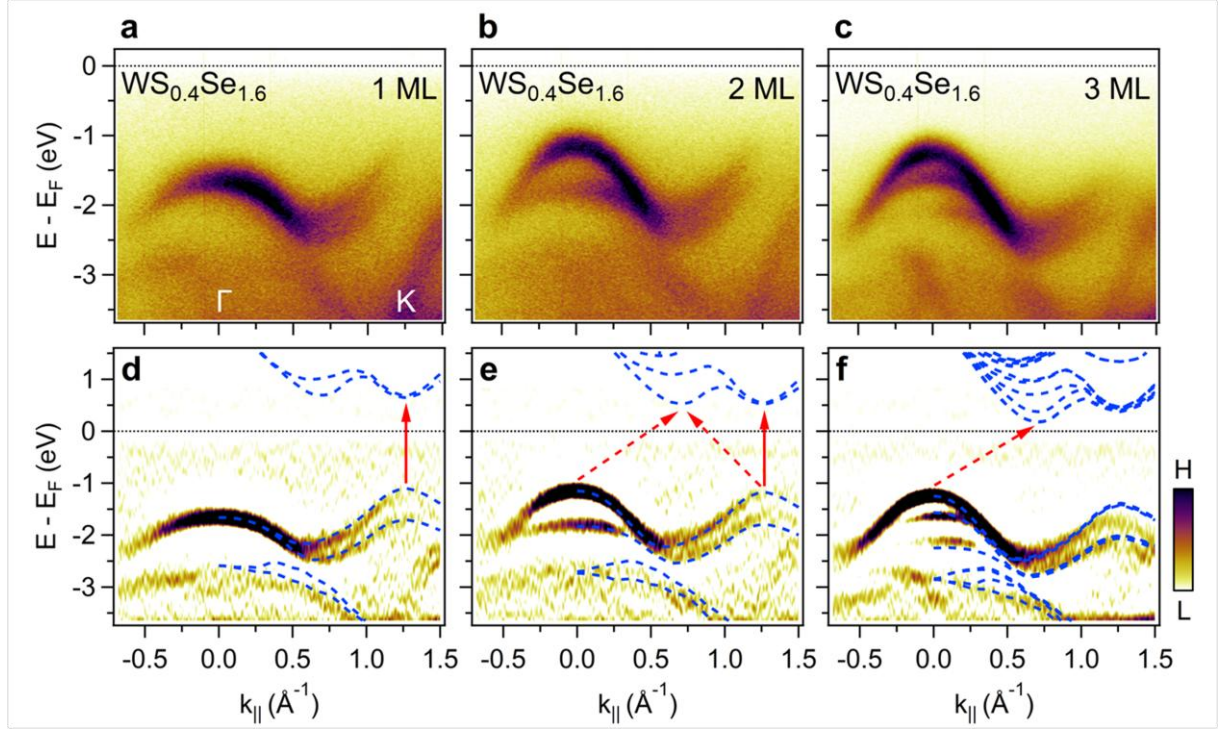 a
b
c
WS0.4Se1.6 1 ML
WS0.4Se1.6 2 ML
WS0.4Se1.6 3 ML
0
-1
-2
-3
E - EF (eV)
Γ
K
d
e
f
1
0
-1
-2
-3
E - EF (eV)
H
L
-0.5 0.0 0.5 1.0 1.5
-0.5 0.0 0.5 1.0 1.5
-0.5 0.0 0.5 1.0 1.5
k|| (Å-1)
k|| (Å-1)
k|| (Å-1)